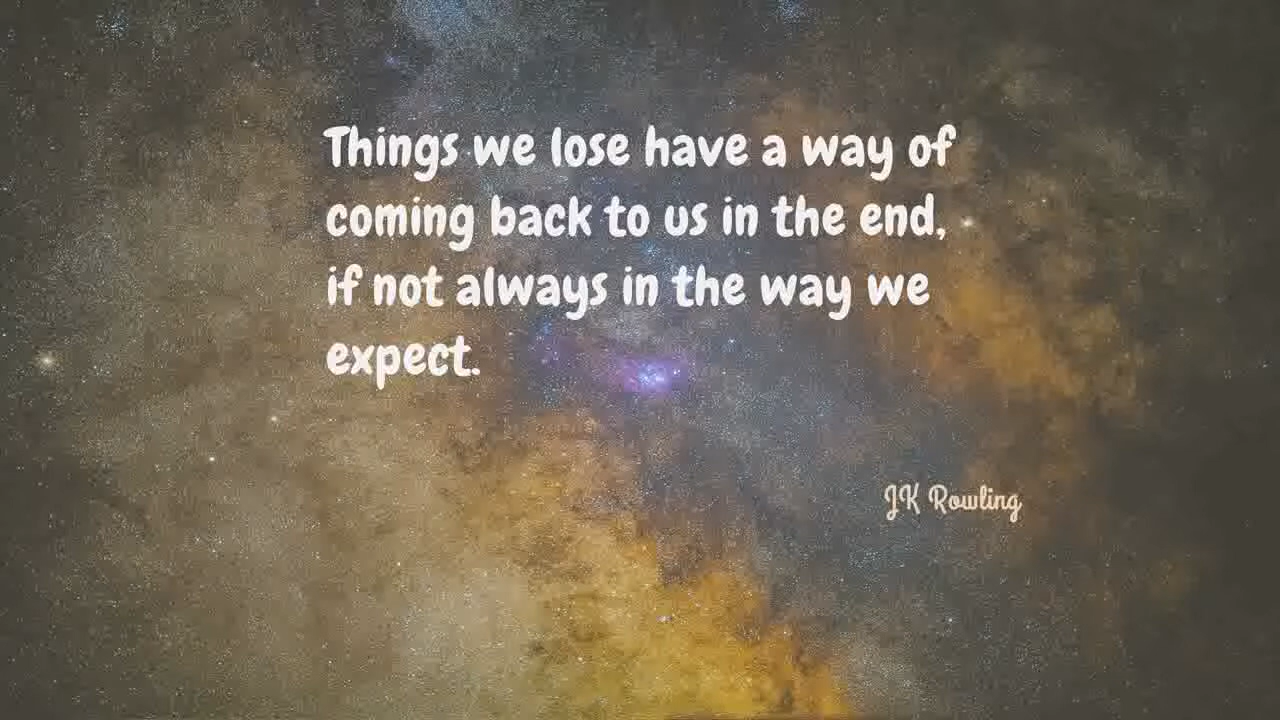 Things we lose have a way of
coming back to us in the end,
if not always in the way we
expect.
JK Rowling